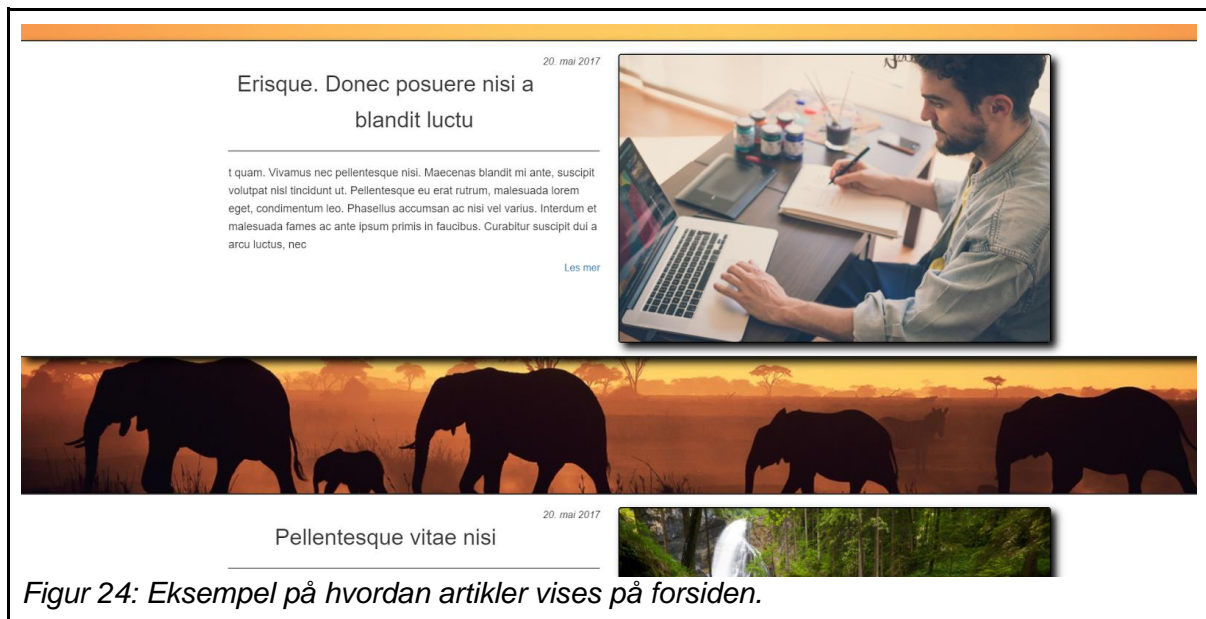 20. mai 2017
Erisque. Donec posuere nisi a
blandit luctu
t quam. Vivamus nec pellentesque nisi. Maecenas blandit mi ante, suscipit
volutpat nisl tincidunt ut. Pellentesque eu erat rutrum, malesuada lorem
eget, condimentum leo. Phasellus accumsan ac nisi vel varius. Interdum et
malesuada fames ac ante ipsum primis in faucibus. Curabitur suscipit dui a
arcu luctus, nec
Les mer
20. mai 2017
Pellentesque vitae nisi
Figur 24: Eksempel på hvordan artikler vises på forsiden.